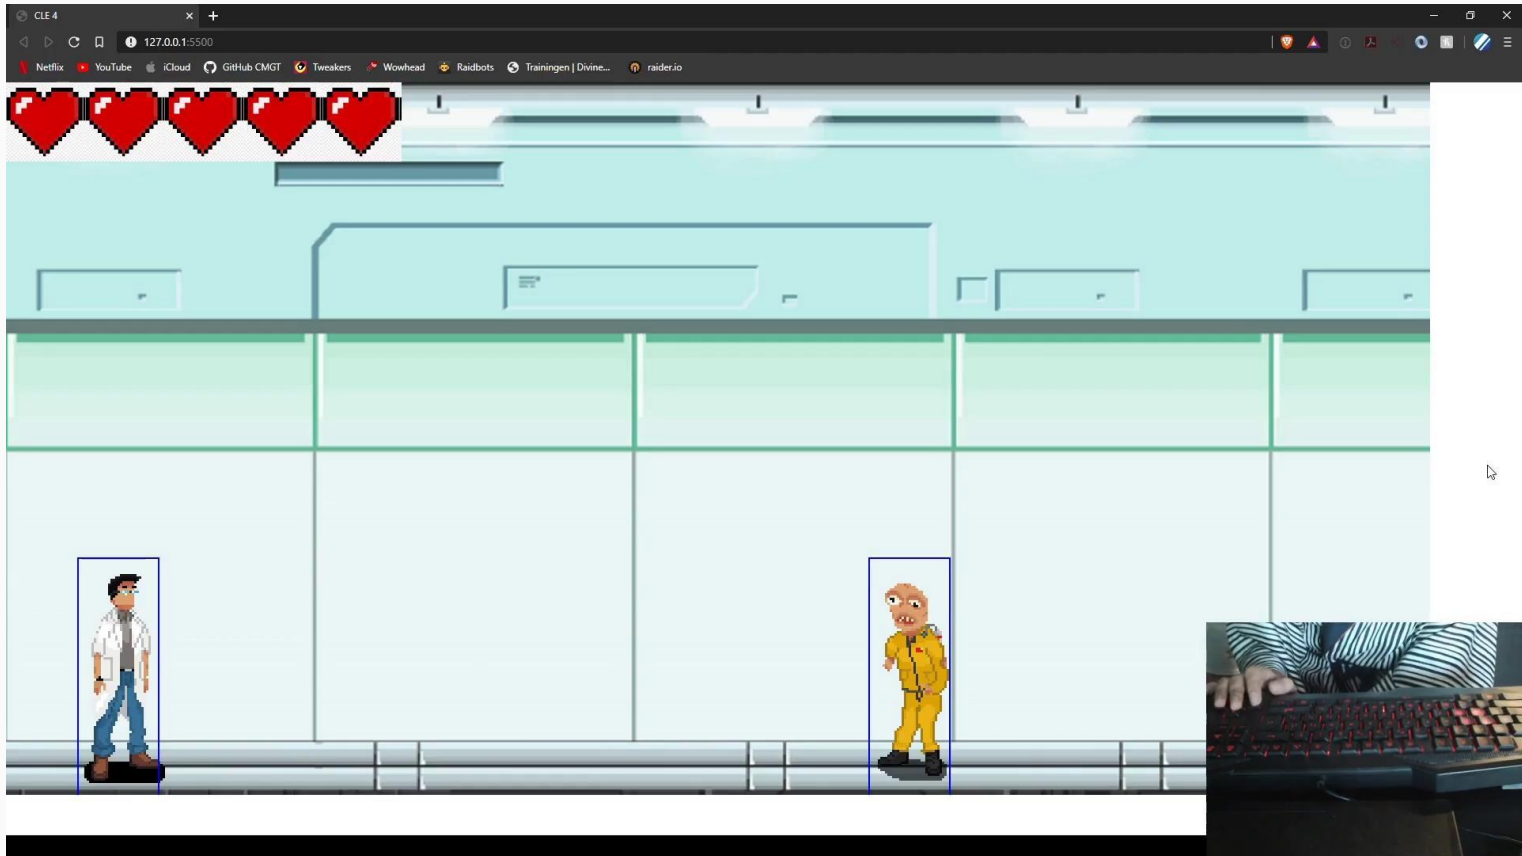 CLE 4
127.0.0.1:5500
Netflix YouTube iCloud GitHub CMGT Tweakers Wowhead Raidbots Trainingen | Divine... raider.io